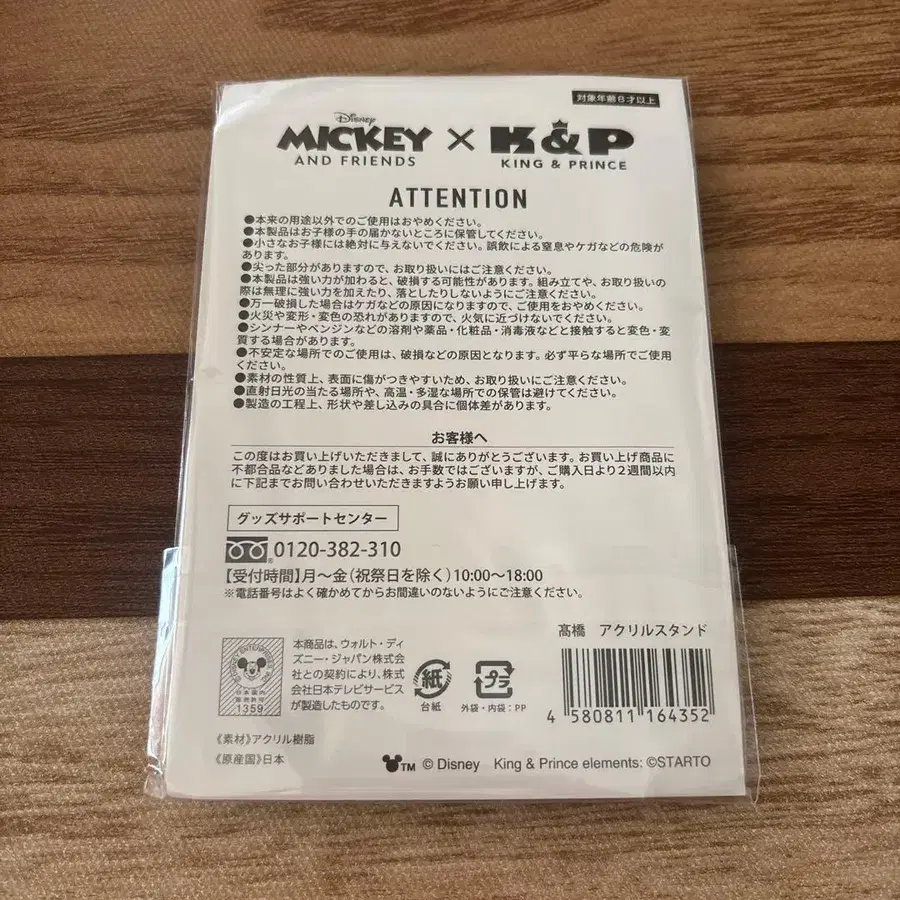 対象年齢8才以上
Disney
MICKEY × K&P
AND FRIENDS KING & PRINCE
ATTENTION
●本来の用途以外でのご使用はおやめください。
●本製品はお子様の手の届かないところに保管してください。
●小さなお子様には絶対に与えないでください。誤飲による窒息やケガなどの危険が
あります。
●尖った部分がありますので、お取り扱いにはご注意ください。
●本製品は強い力が加わると、破損する可能性があります。組み立てや、お取り扱いの
際は無理に強い力を加えたり、落としたりしないようにご注意ください。
●万一破損した場合はケガなどの原因になりますので、ご使用をおやめください。
●火災や変形・変色の恐れがありますので、火気に近づけないでください。
●シンナーやベンジンなどの溶剤や薬品・化粧品・消毒液などと接触すると変色・変
質する場合があります。
●不安定な場所でのご使用は、破損などの原因となります。必ず平らな場所でご使用
ください。
●素材の性質上、表面に傷がつきやすいため、お取り扱いにご注意ください。
●直射日光の当たる場所や、高温・多湿な場所での保管は避けてください。
●製造の工程上、形状や差し込みの具合に個体差があります。
お客様へ
この度はお買い上げいただきまして、誠にありがとうございます。お買い上げ商品に
不都合品などありました場合は、お手数ではございますが、ご購入日より2週間以内
に下記までお問い合わせいただきますようお願い申し上げます。
グッズサポートセンター
0120-382-310
【受付時間】月～金(祝祭日を除く)10:00～18:00
※電話番号はよく確かめてからお間違いのないようにご注意ください。
髙橋 アクリルスタンド
本商品は、ウォルト・ディ
ズニー・ジャパン株式会
社との契約により、株式
会社日本テレビサービス
が製造したものです。
DISNEY ENTERPRISES, INC.
日本国内
販売許可
1359
紙
台紙
プラ
外袋・内袋:PP
4 580811 164352
《素材》アクリル樹脂
《原産国》日本
TM © Disney King & Prince elements: ©STARTO